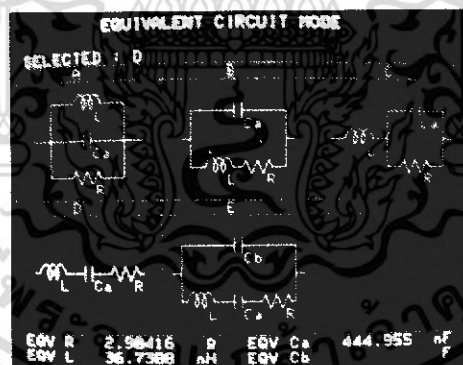 EQUIVALENT CIRCUIT MODE
SELECTED : D
A B C
L Ca R
Ca L R
L Ca R
D E
L Ca R
Cb L Ca R
EQV R 2.98416 Ω EQV Ca 444.955 nF
EQV L 36.7388 nH EQV Cb F